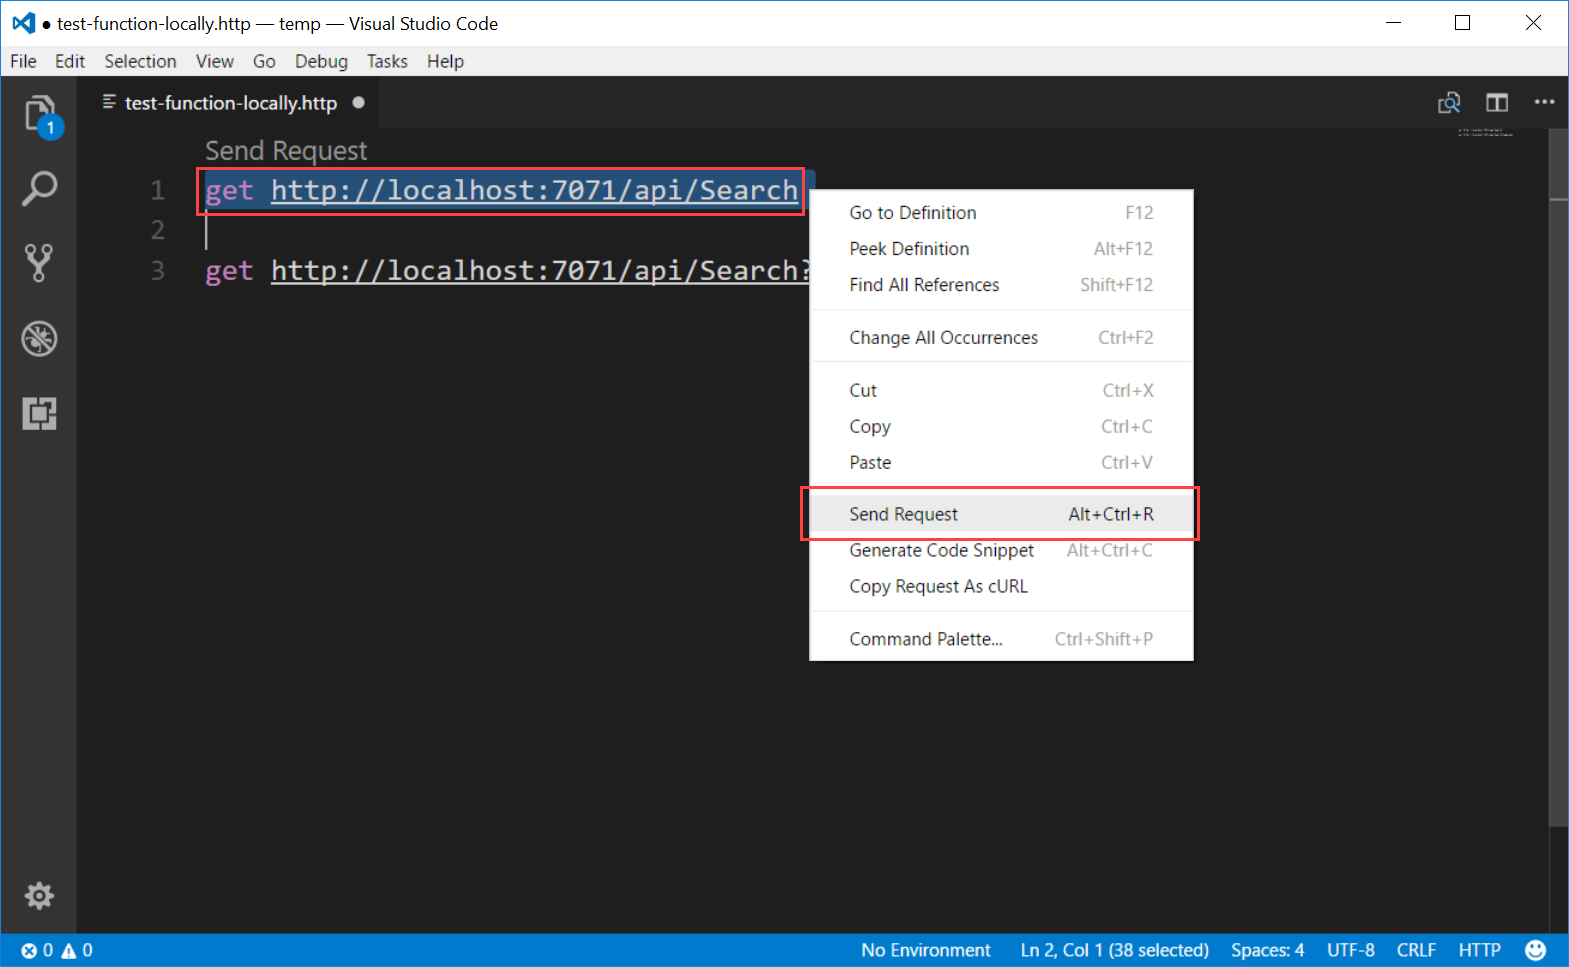 ● test-function-locally.http — temp — Visual Studio Code
File Edit Selection View Go Debug Tasks Help
test-function-locally.http ●
1
Send Request
1 get http://localhost:7071/api/Search
2
3 get http://localhost:7071/api/Search?
Go to Definition F12
Peek Definition Alt+F12
Find All References Shift+F12
Change All Occurrences Ctrl+F2
Cut Ctrl+X
Copy Ctrl+C
Paste Ctrl+V
Send Request Alt+Ctrl+R
Generate Code Snippet Alt+Ctrl+C
Copy Request As cURL
Command Palette... Ctrl+Shift+P
0 0 No Environment Ln 2, Col 1 (38 selected) Spaces: 4 UTF-8 CRLF HTTP